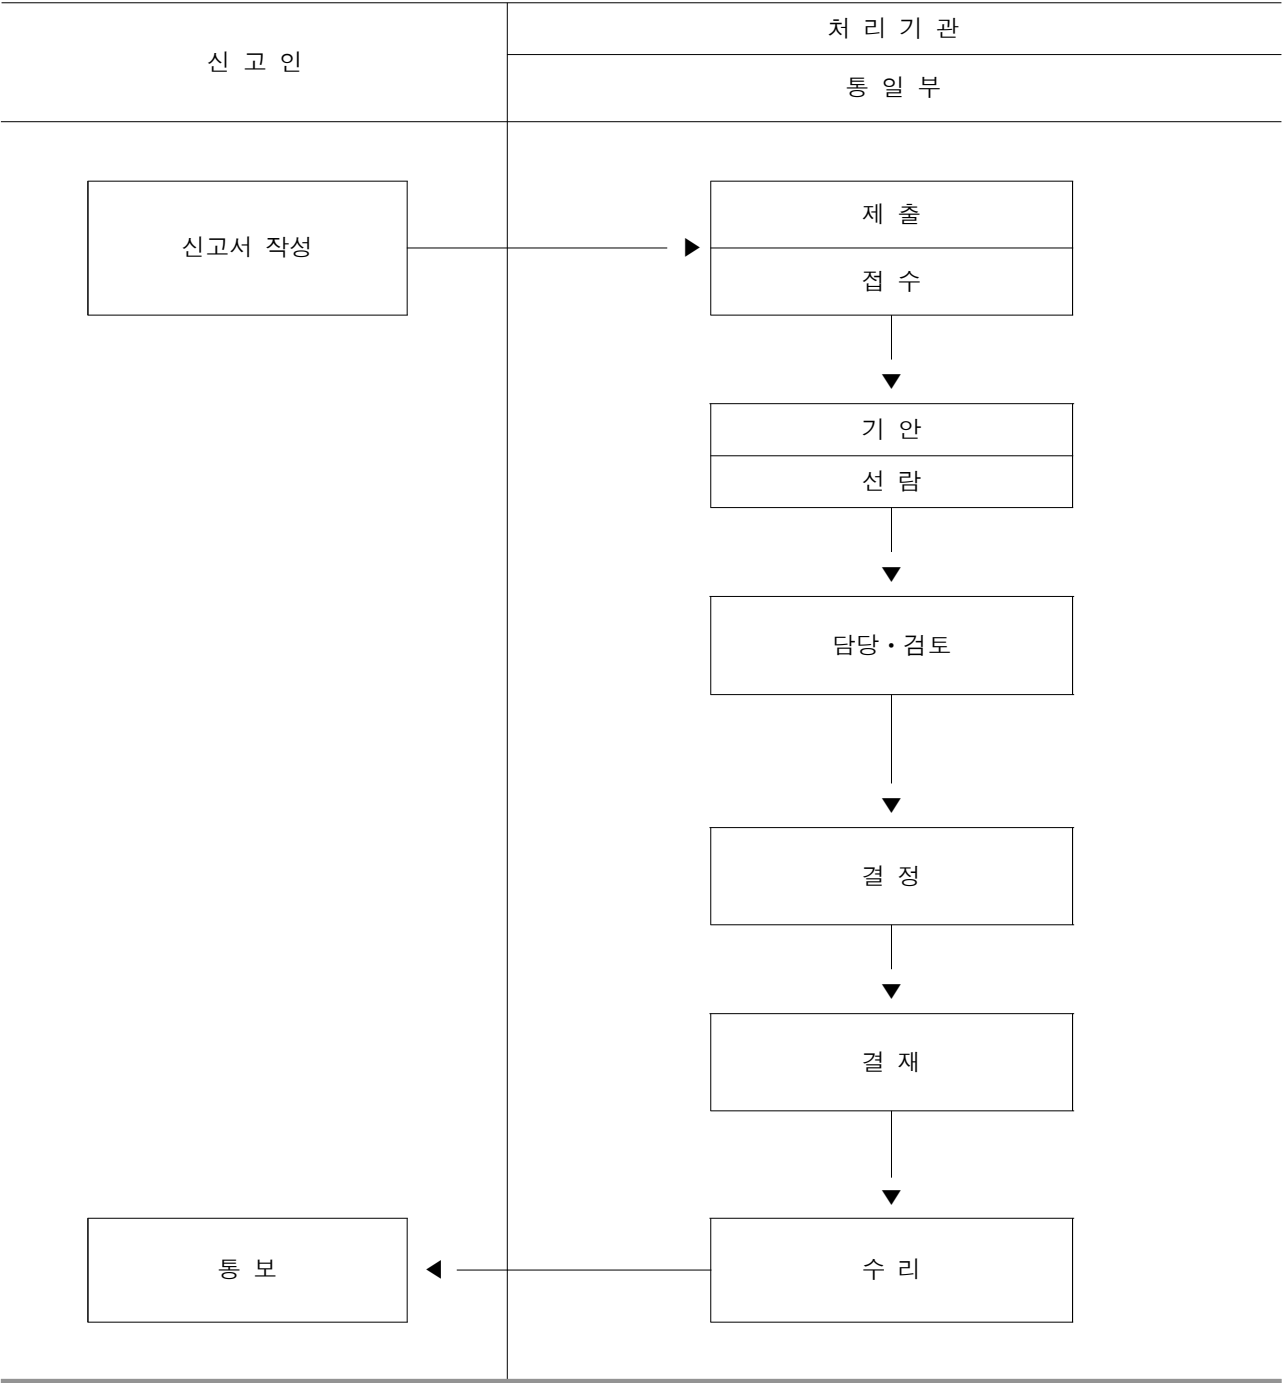 신 고 인
처 리 기 관
통 일 부
신고서 작성
제 출
접 수
기 안
선 람
담당·검토
결 정
결 재
수 리
통 보